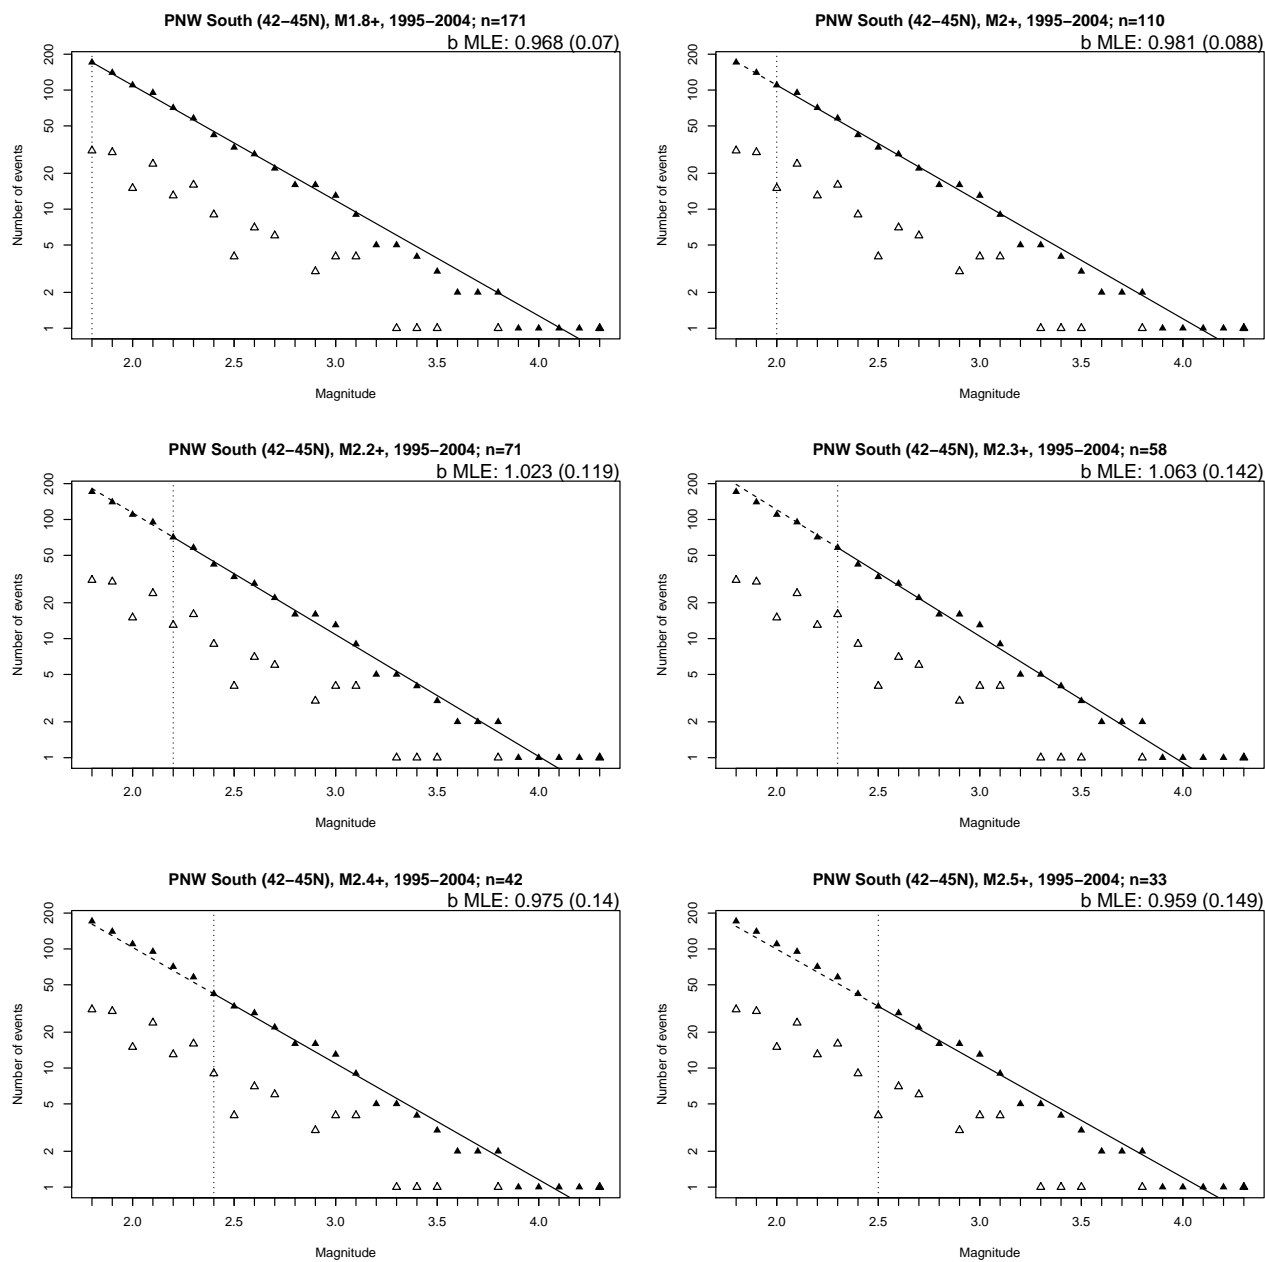 PNW South (42−45N), M1.8+, 1995−2004; n=171
b MLE: 0.968 (0.07)
Number of events
200
100
50
20
10
5
2
1
2.0 2.5 3.0 3.5 4.0
Magnitude
PNW South (42−45N), M2+, 1995−2004; n=110
b MLE: 0.981 (0.088)
Number of events
200
100
50
20
10
5
2
1
2.0 2.5 3.0 3.5 4.0
Magnitude
PNW South (42−45N), M2.2+, 1995−2004; n=71
b MLE: 1.023 (0.119)
Number of events
200
100
50
20
10
5
2
1
2.0 2.5 3.0 3.5 4.0
Magnitude
PNW South (42−45N), M2.3+, 1995−2004; n=58
b MLE: 1.063 (0.142)
Number of events
200
100
50
20
10
5
2
1
2.0 2.5 3.0 3.5 4.0
Magnitude
PNW South (42−45N), M2.4+, 1995−2004; n=42
b MLE: 0.975 (0.14)
Number of events
200
100
50
20
10
5
2
1
2.0 2.5 3.0 3.5 4.0
Magnitude
PNW South (42−45N), M2.5+, 1995−2004; n=33
b MLE: 0.959 (0.149)
Number of events
200
100
50
20
10
5
2
1
2.0 2.5 3.0 3.5 4.0
Magnitude